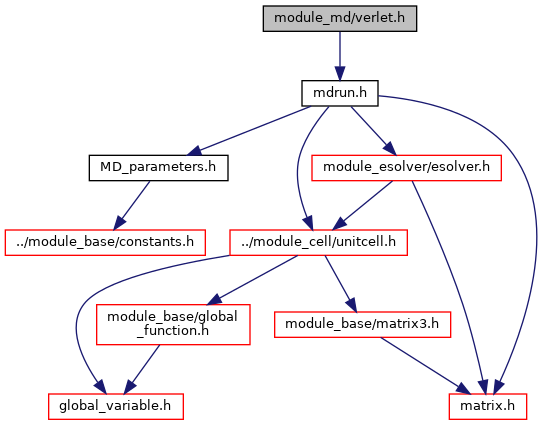 module_md/verlet.h
mdrun.h
MD_parameters.h
module_esolver/esolver.h
../module_base/constants.h
../module_cell/unitcell.h
module_base/global
_function.h
module_base/matrix3.h
global_variable.h
matrix.h